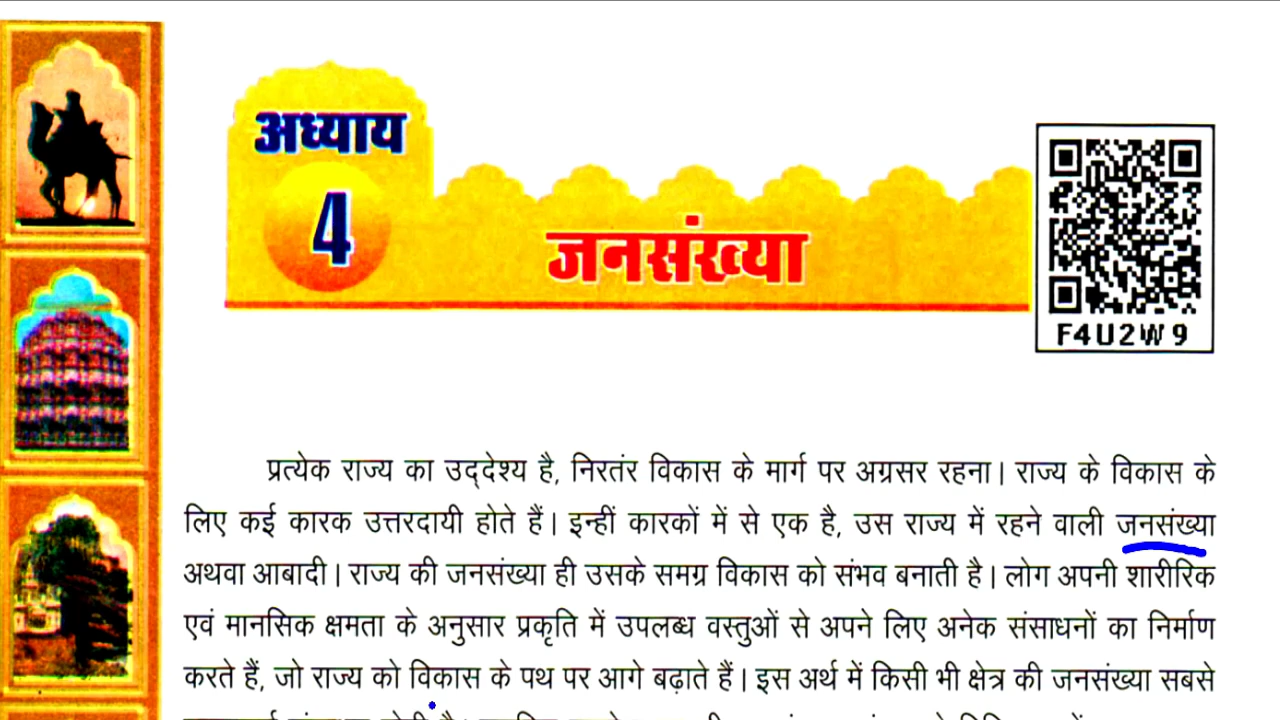 अध्याय
4
जनसंख्या
F4U2W9
प्रत्येक राज्य का उद्देश्य है, निरतंर विकास के मार्ग पर अग्रसर रहना। राज्य के विकास के
लिए कई कारक उत्तरदायी होते हैं। इन्हीं कारकों में से एक है, उस राज्य में रहने वाली जनसंख्या
अथवा आबादी। राज्य की जनसंख्या ही उसके समग्र विकास को संभव बनाती है। लोग अपनी शारीरिक
एवं मानसिक क्षमता के अनुसार प्रकृति में उपलब्ध वस्तुओं से अपने लिए अनेक संसाधनों का निर्माण
करते हैं, जो राज्य को विकास के पथ पर आगे बढ़ाते हैं। इस अर्थ में किसी भी क्षेत्र की जनसंख्या सबसे